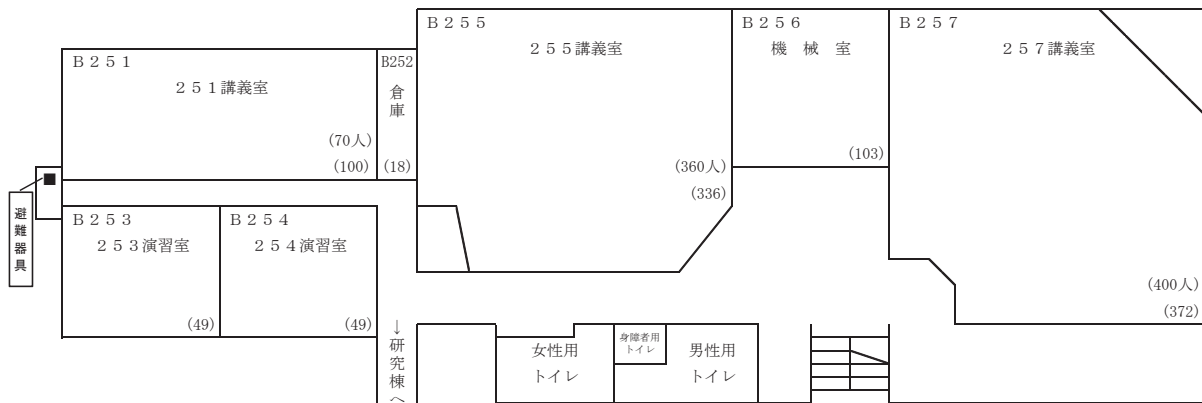 B251
251講義室
(70人)
(100)
B252
倉庫
(18)
B255
255講義室
(360人)
(336)
B256
機 械 室
(103)
B257
257講義室
(400人)
(372)
避難器具
B253
253演習室
(49)
B254
254演習室
(49)
↓研究棟へ
女性用
トイレ
身障者用
トイレ
男性用
トイレ